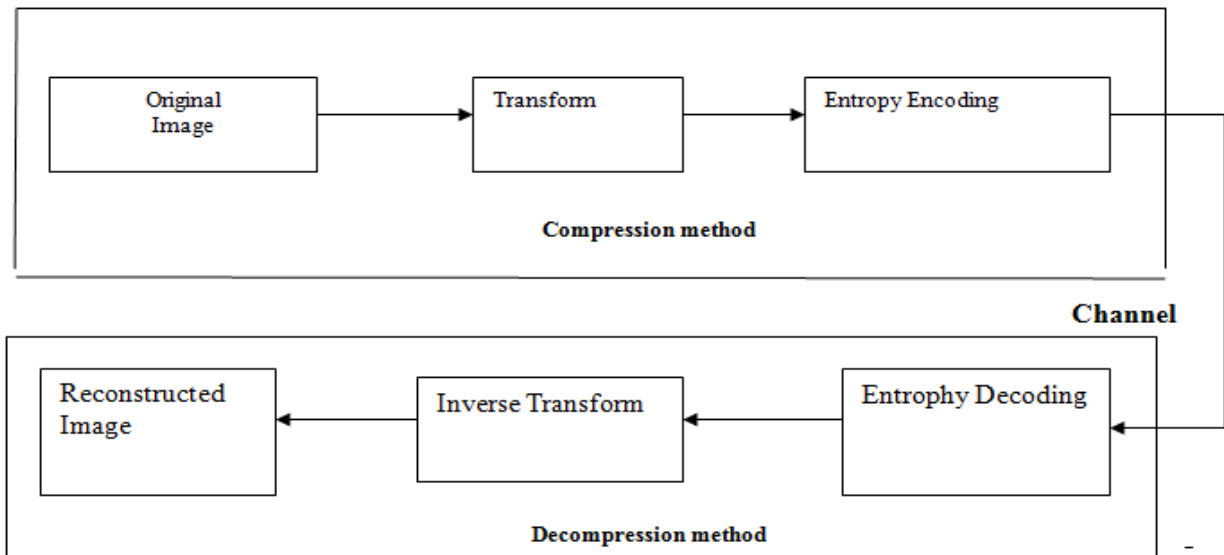 Original
Image
Transform
Entropy Encoding
Compression method
Channel
Reconstructed
Image
Inverse Transform
Entrophy Decoding
Decompression method
-